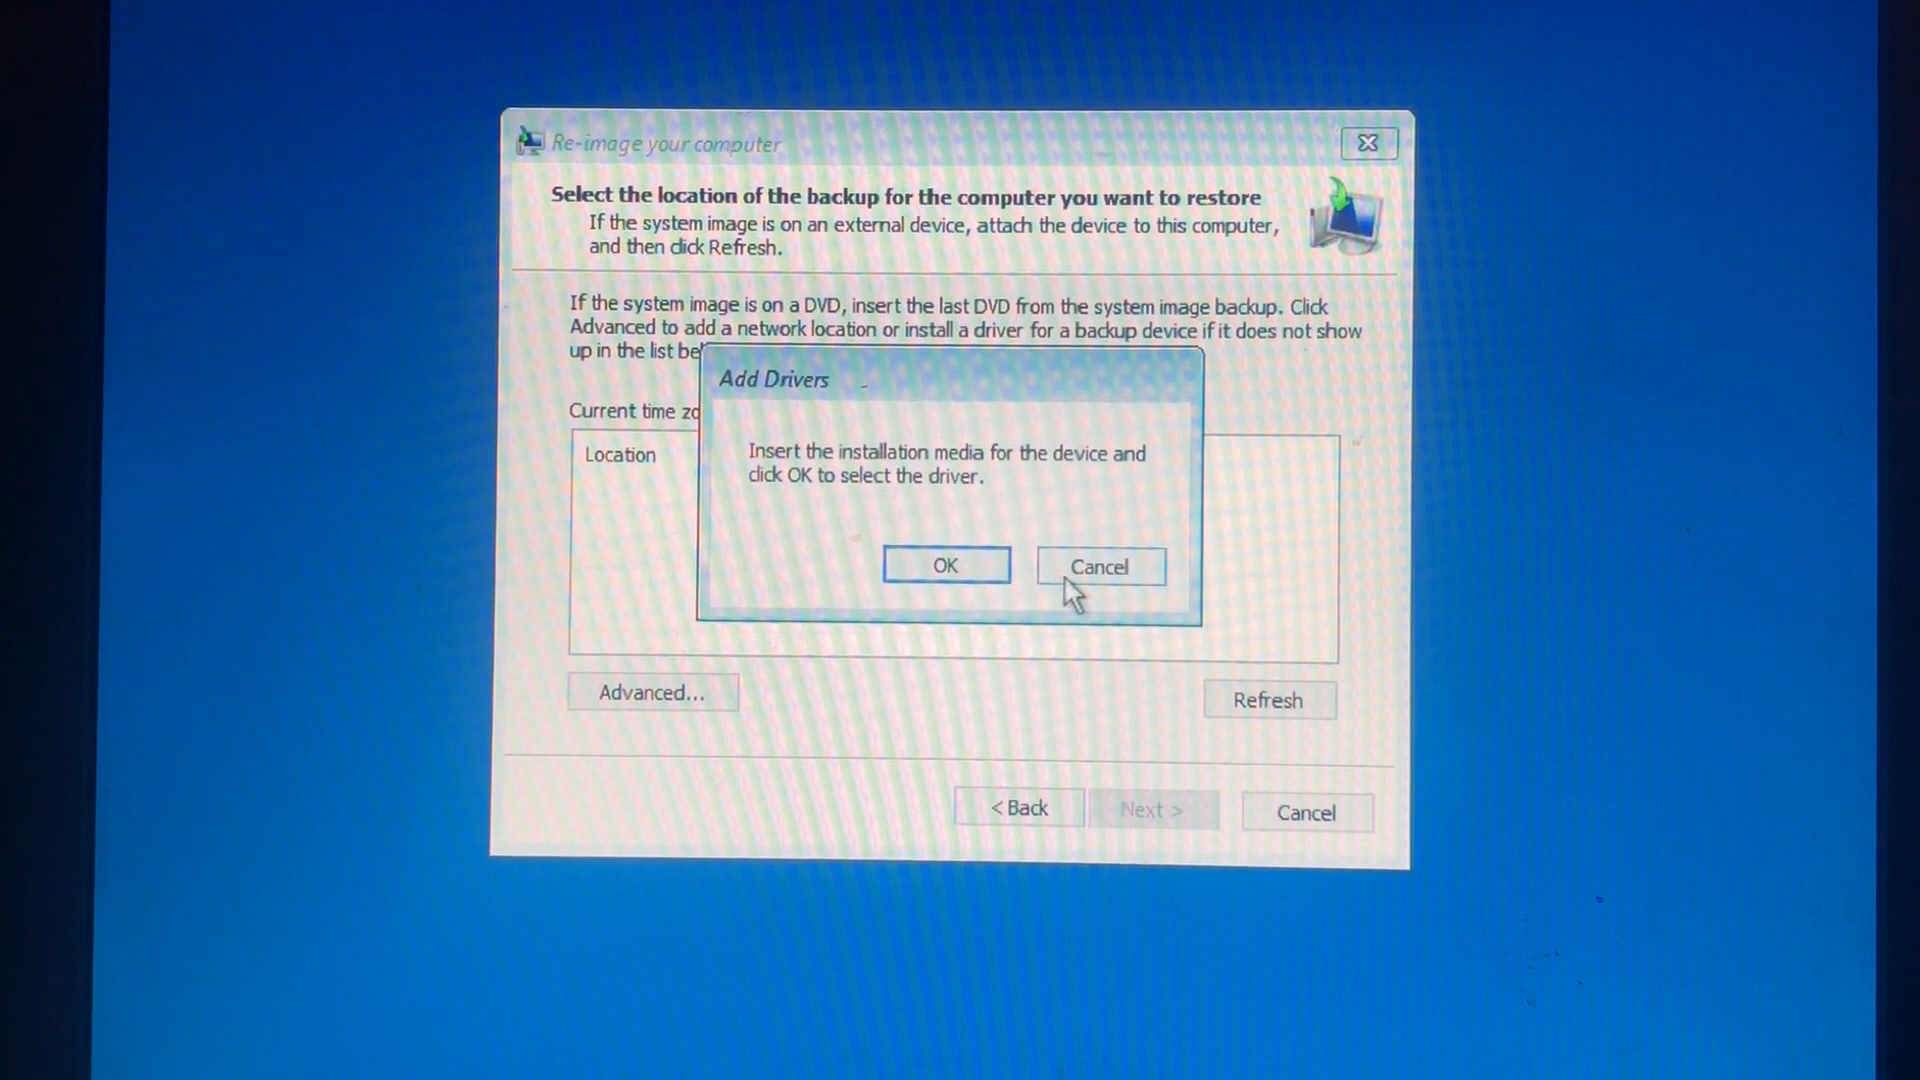 Re-image your computer
Select the location of the backup for the computer you want to restore
If the system image is on an external device, attach the device to this computer,
and then click Refresh.
If the system image is on a DVD, insert the last DVD from the system image backup. Click
Advanced to add a network location or install a driver for a backup device if it does not show
up in the list be
Add Drivers
Current time zo
Location
Insert the installation media for the device and
click OK to select the driver.
OK
Cancel
Advanced...
Refresh
< Back
Next >
Cancel